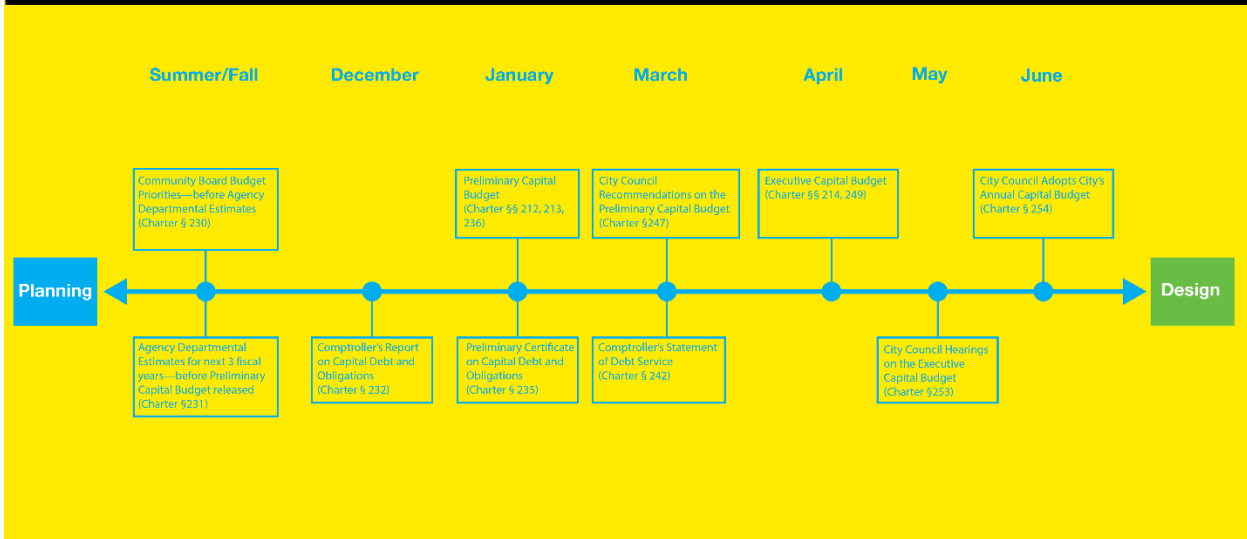 Summer/Fall
December
January
March
April
May
June
Community Board Budget
Priorities—before Agency
Departmental Estimates
(Charter § 230)
Preliminary Capital
Budget
(Charter §§ 212, 213,
236)
City Council
Recommendations on the
Preliminary Capital Budget
(Charter §247)
Executive Capital Budget
(Charter §§ 214, 249)
City Council Adopts City's
Annual Capital Budget
(Charter § 254)
Planning
Design
Agency Departmental
Estimates for next 3 fiscal
years—before Preliminary
Capital Budget released
(Charter §231)
Comptroller's Report
on Capital Debt and
Obligations
(Charter § 232)
Preliminary Certificate
on Capital Debt and
Obligations
(Charter § 235)
Comptroller's Statement
of Debt Service
(Charter § 242)
City Council Hearings
on the Executive
Capital Budget
(Charter §253)